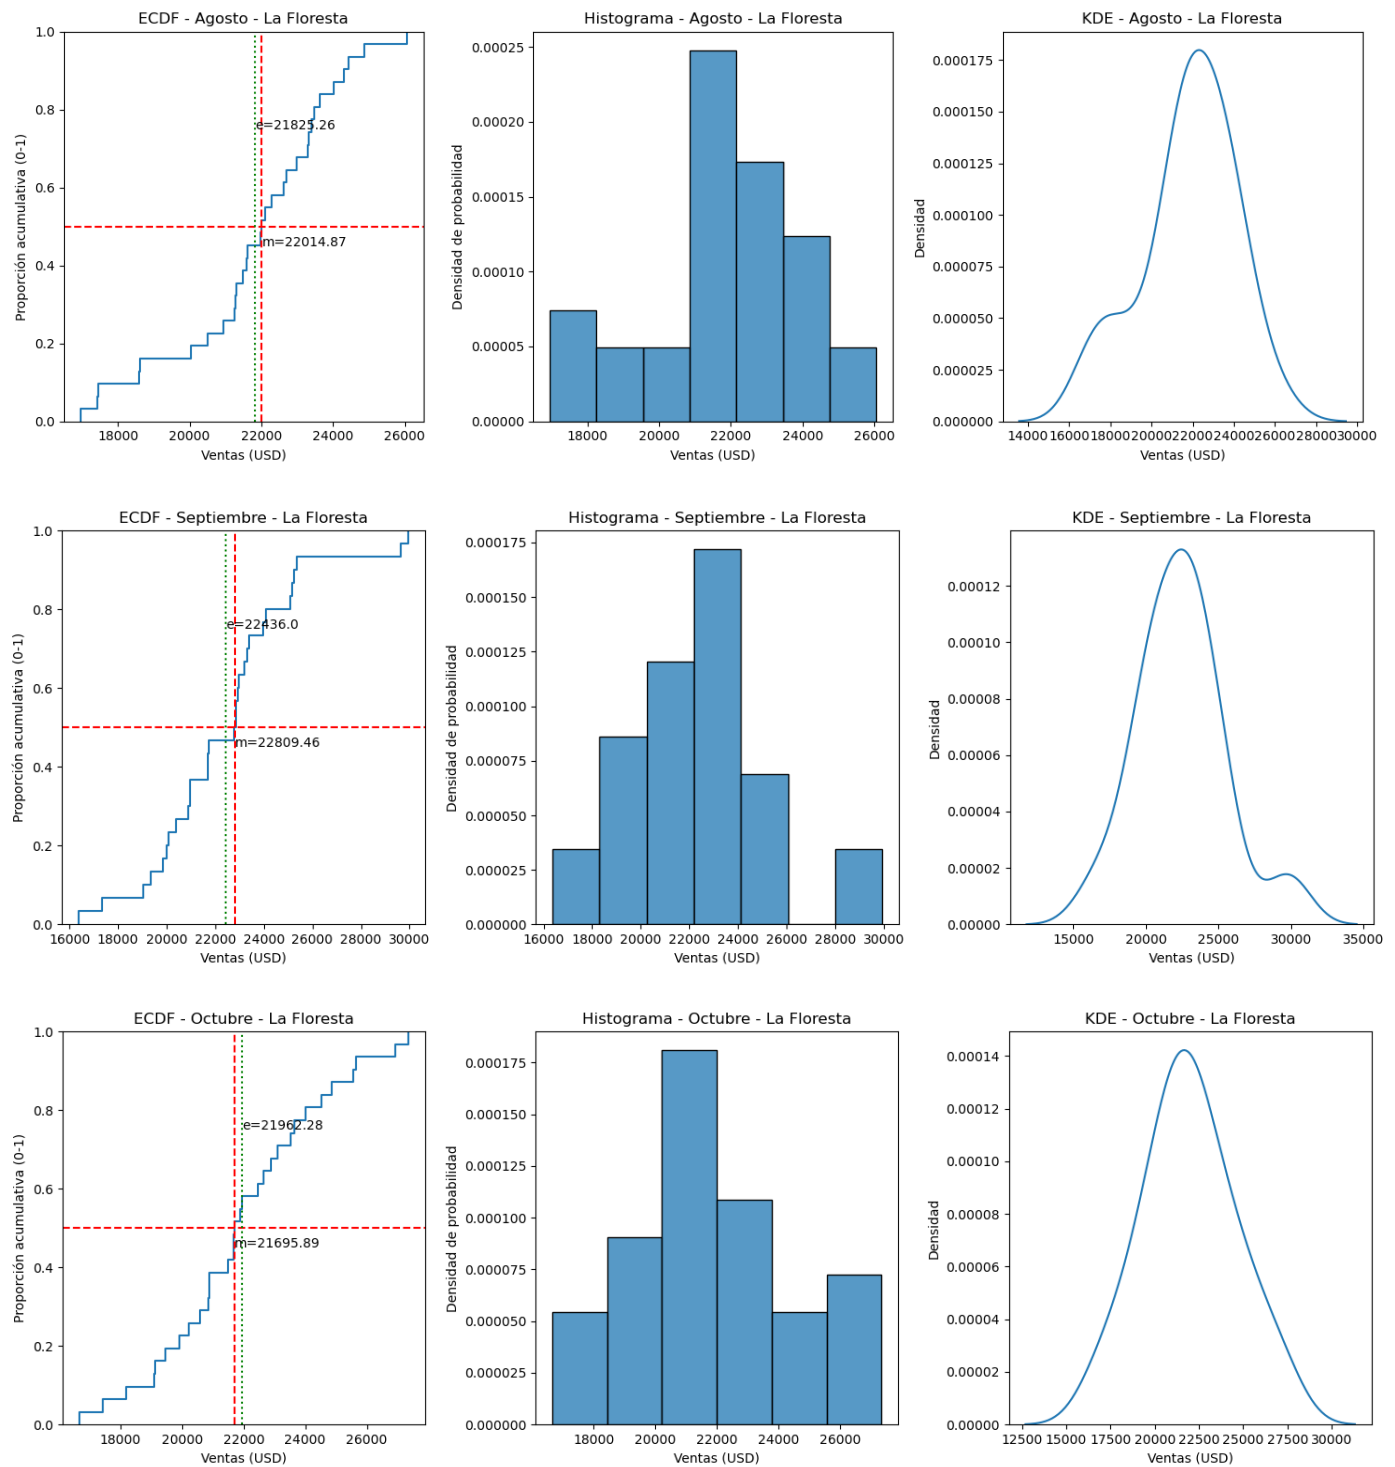 ECDF - Agosto - La Floresta
Histograma - Agosto - La Floresta
KDE - Agosto - La Floresta
Proporción acumulativa (0-1)
1.0
0.8
0.6
0.4
0.2
0.0
e=21825.26
m=22014.87
18000 20000 22000 24000 26000
Ventas (USD)
Densidad de probabilidad
0.00025
0.00020
0.00015
0.00010
0.00005
0.00000
18000 20000 22000 24000 26000
Ventas (USD)
Densidad
0.000175
0.000150
0.000125
0.000100
0.000075
0.000050
0.000025
0.000000
14000 16000 18000 20000 22000 24000 26000 28000 30000
Ventas (USD)
ECDF - Septiembre - La Floresta
Histograma - Septiembre - La Floresta
KDE - Septiembre - La Floresta
Proporción acumulativa (0-1)
1.0
0.8
0.6
0.4
0.2
0.0
e=22436.0
m=22809.46
16000 18000 20000 22000 24000 26000 28000 30000
Ventas (USD)
Densidad de probabilidad
0.000175
0.000150
0.000125
0.000100
0.000075
0.000050
0.000025
0.000000
16000 18000 20000 22000 24000 26000 28000 30000
Ventas (USD)
Densidad
0.00012
0.00010
0.00008
0.00006
0.00004
0.00002
0.00000
15000 20000 25000 30000 35000
Ventas (USD)
ECDF - Octubre - La Floresta
Histograma - Octubre - La Floresta
KDE - Octubre - La Floresta
Proporción acumulativa (0-1)
1.0
0.8
0.6
0.4
0.2
0.0
e=21962.28
m=21695.89
18000 20000 22000 24000 26000
Ventas (USD)
Densidad de probabilidad
0.000175
0.000150
0.000125
0.000100
0.000075
0.000050
0.000025
0.000000
18000 20000 22000 24000 26000
Ventas (USD)
Densidad
0.00014
0.00012
0.00010
0.00008
0.00006
0.00004
0.00002
0.00000
12500 15000 17500 20000 22500 25000 27500 30000
Ventas (USD)